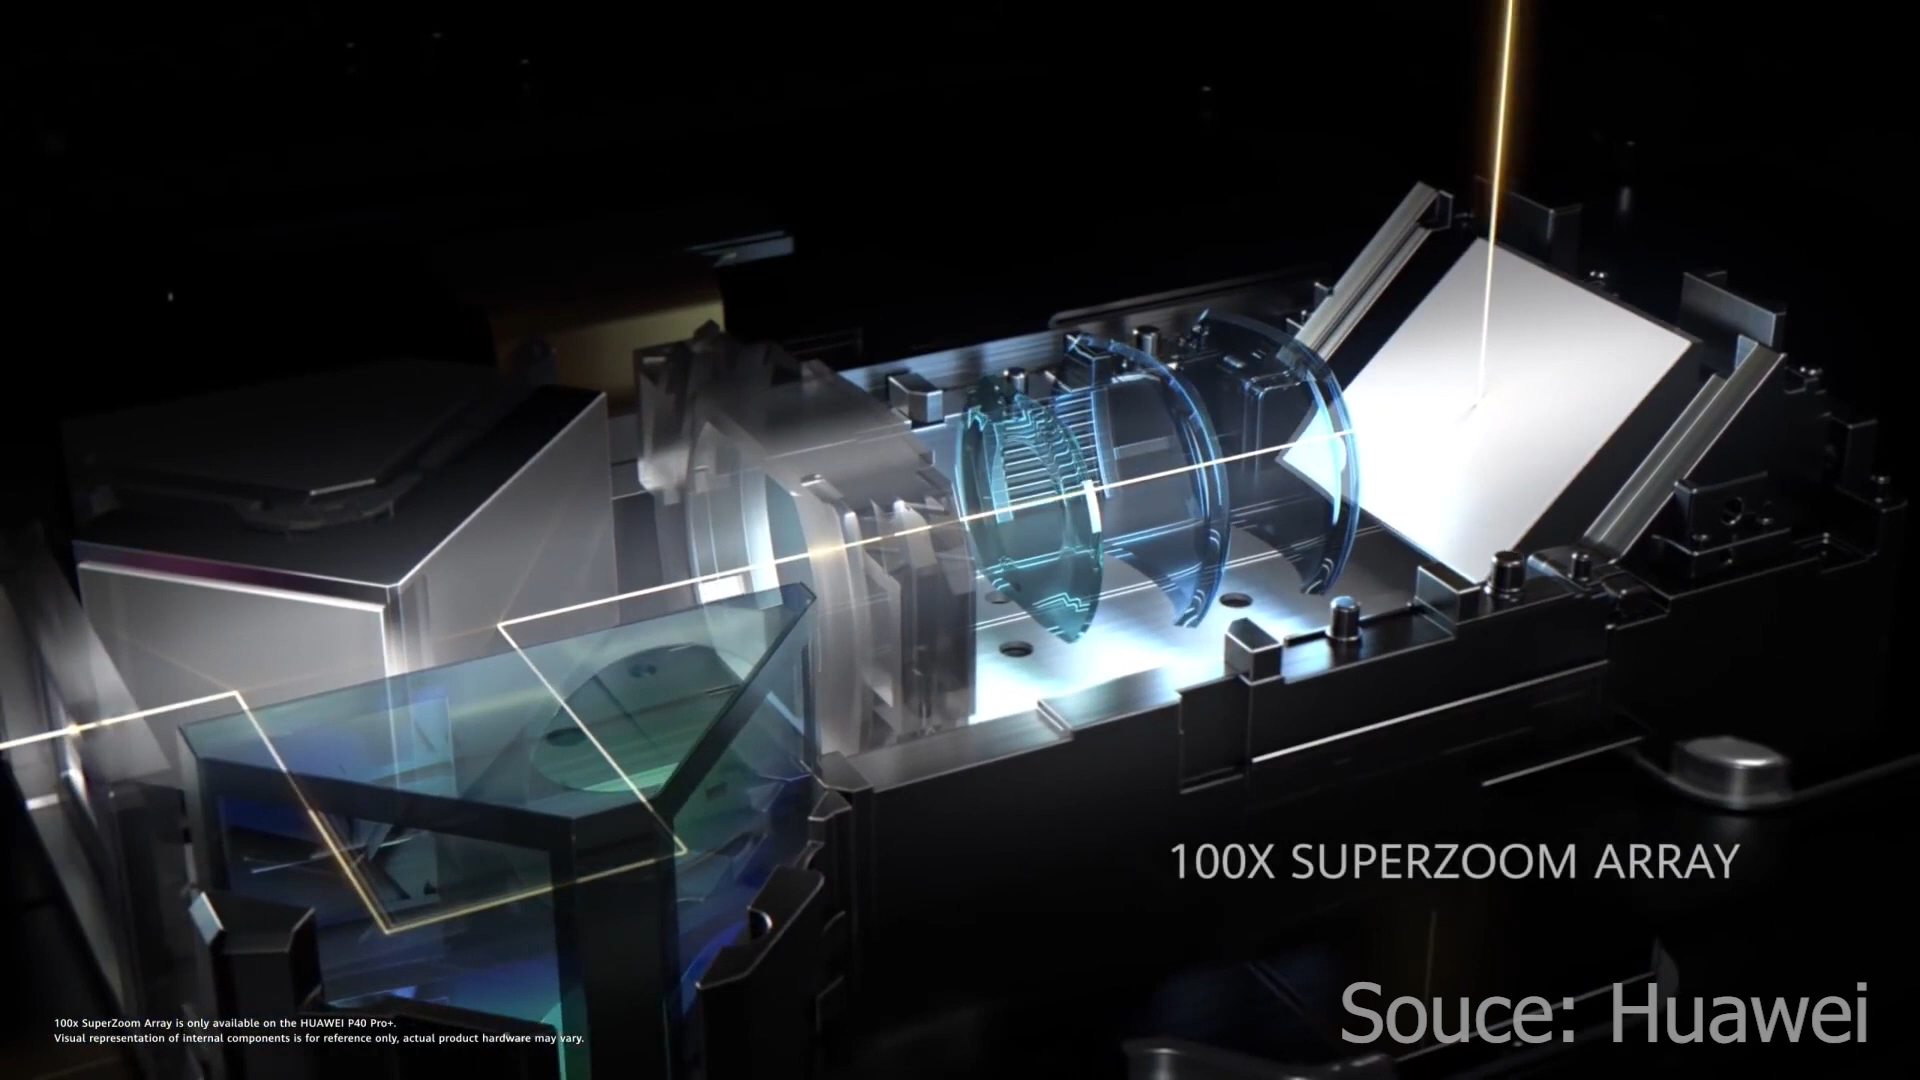 100X SUPERZOOM ARRAY
Souce: Huawei
100x SuperZoom Array is only available on the HUAWEI P40 Pro+.
Visual representation of internal components is for reference only, actual product hardware may vary.